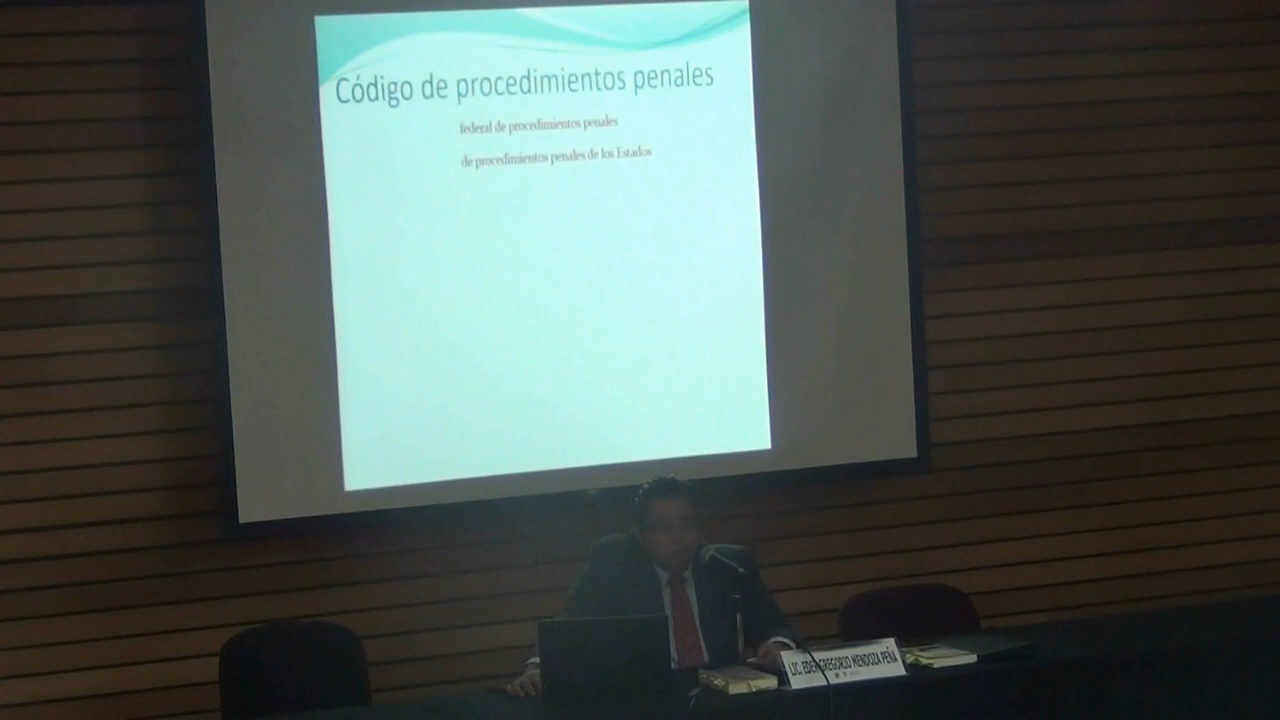 Código de procedimientos penales
federal de procedimientos penales
de procedimientos penales de los Estados
LIC. EDER GREGORIO MENDOZA PEÑA